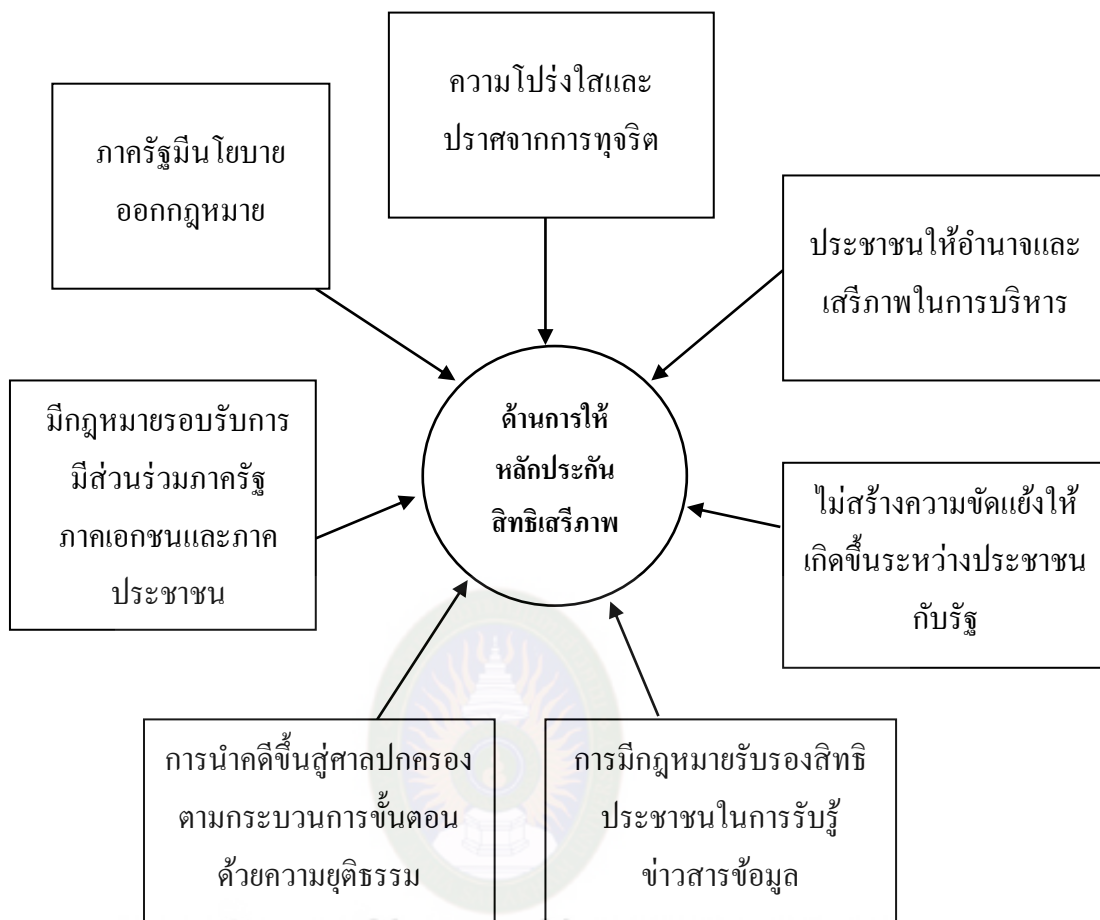 ความโปร่งใสและ
ปราศจากการทุจริต
ภาครัฐมีนโยบาย
ออกกฎหมาย
ประชาชนให้อำนาจและ
เสรีภาพในการบริหาร
ด้านการให้
หลักประกัน
สิทธิเสรีภาพ
มีกฎหมายรอบรับการ
มีส่วนร่วมภาครัฐ
ภาคเอกชนและภาค
ประชาชน
ไม่สร้างความขัดแย้งให้
เกิดขึ้นระหว่างประชาชน
กับรัฐ
การนำคดีขึ้นสู่ศาลปกครอง
ตามกระบวนการขั้นตอน
ด้วยความยุติธรรม
การมีกฎหมายรับรองสิทธิ
ประชาชนในการรับรู้
ข่าวสารข้อมูล